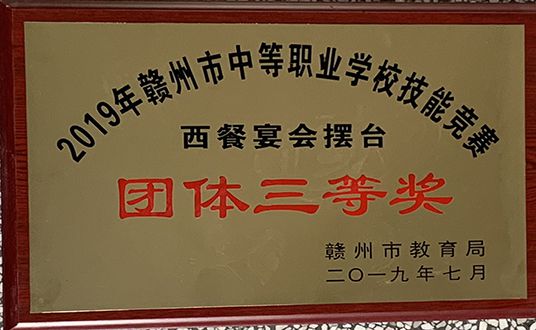 2019年赣州市中等职业学校技能竞赛
西餐宴会摆台
团体三等奖
赣州市教育局
二〇一九年七月